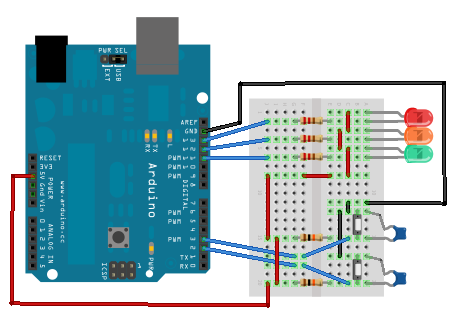 PWR SEL
EXT
USB
AREF
GND
13
12
RX
TX
L
PWM 11
PWM 10
PWM 9
8
RESET
3V3
5V
Gnd
Vin
POWER
www.arduino.cc
Arduino
DIGITAL
7
PWM 6
PWM 5
4
PWM 3
2
TX 1
RX 0
ANALOG IN
0
1
2
3
4
5
ICSP
1
PWR